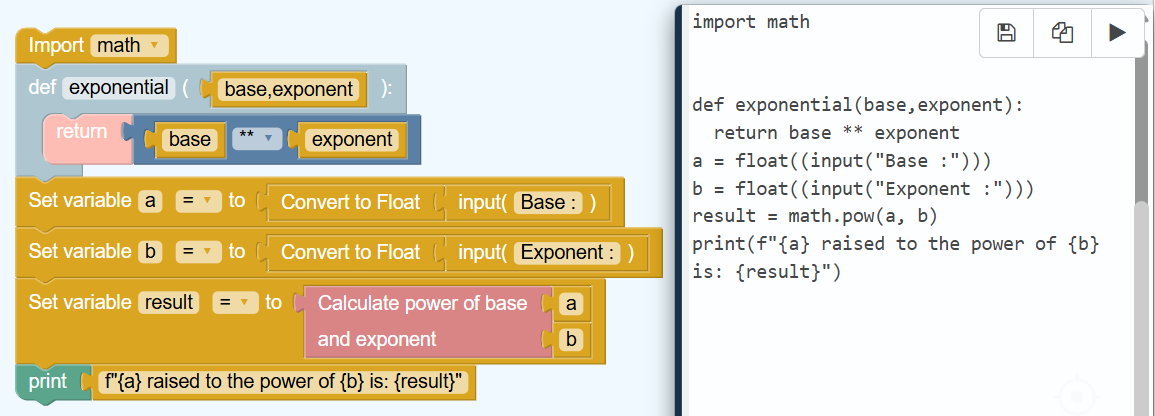 Import math
def exponential ( base,exponent ):
return base ** exponent
Set variable a = to Convert to Float input( Base : )
Set variable b = to Convert to Float input( Exponent : )
Set variable result = to Calculate power of base a
and exponent b
print f"{a} raised to the power of {b} is: {result}"
import math
def exponential(base,exponent):
return base ** exponent
a = float((input("Base :")))
b = float((input("Exponent :")))
result = math.pow(a, b)
print(f"{a} raised to the power of {b}
is: {result}")